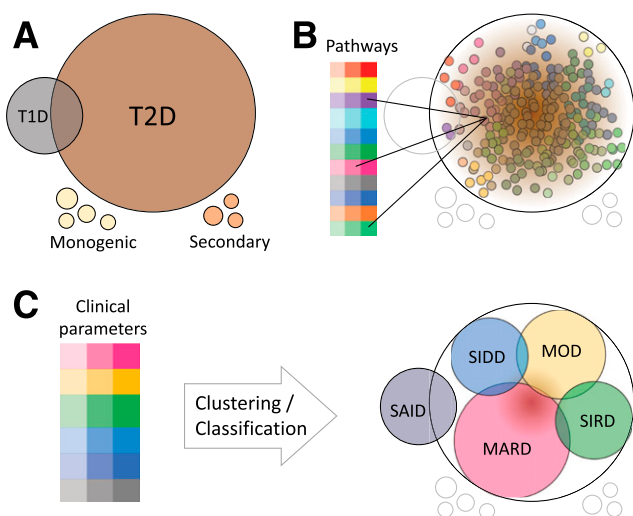 A
T1D
T2D
Monogenic
Secondary
B
Pathways
C
Clinical
parameters
Clustering /
Classification
SAID
SIDD
MOD
MARD
SIRD